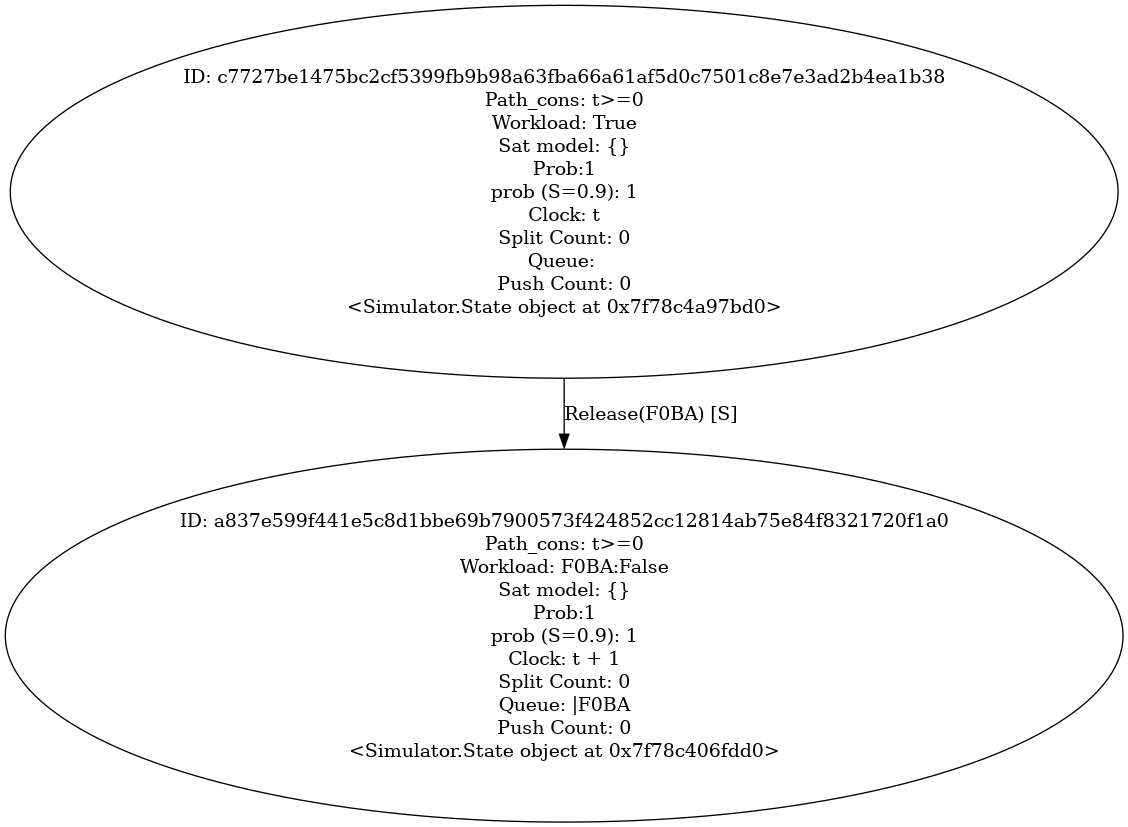 ID: c7727be1475bc2cf5399fb9b98a63fba66a61af5d0c7501c8e7e3ad2b4ea1b38
Path_cons: t>=0
Workload: True
Sat model: {}
Prob:1
prob (S=0.9): 1
Clock: t
Split Count: 0
Queue:
Push Count: 0
<Simulator.State object at 0x7f78c4a97bd0>
Release(F0BA) [S]
ID: a837e599f441e5c8d1bbe69b7900573f424852cc12814ab75e84f8321720f1a0
Path_cons: t>=0
Workload: F0BA:False
Sat model: {}
Prob:1
prob (S=0.9): 1
Clock: t + 1
Split Count: 0
Queue: |F0BA
Push Count: 0
<Simulator.State object at 0x7f78c406fdd0>